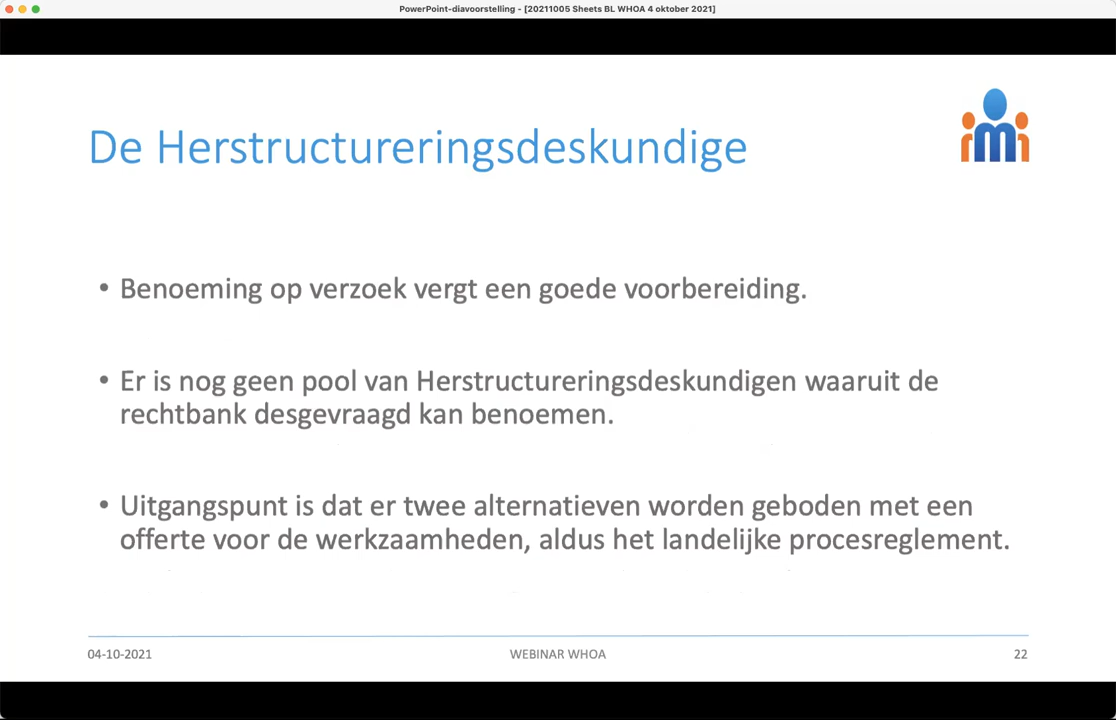 PowerPoint-diavoorstelling - [20211005 Sheets BL WHOA 4 oktober 2021]
De Herstructureringsdeskundige
• Benoeming op verzoek vergt een goede voorbereiding.
• Er is nog geen pool van Herstructureringsdeskundigen waaruit de
rechtbank desgevraagd kan benoemen.
• Uitgangspunt is dat er twee alternatieven worden geboden met een
offerte voor de werkzaamheden, aldus het landelijke procesreglement.
04-10-2021
WEBINAR WHOA
22